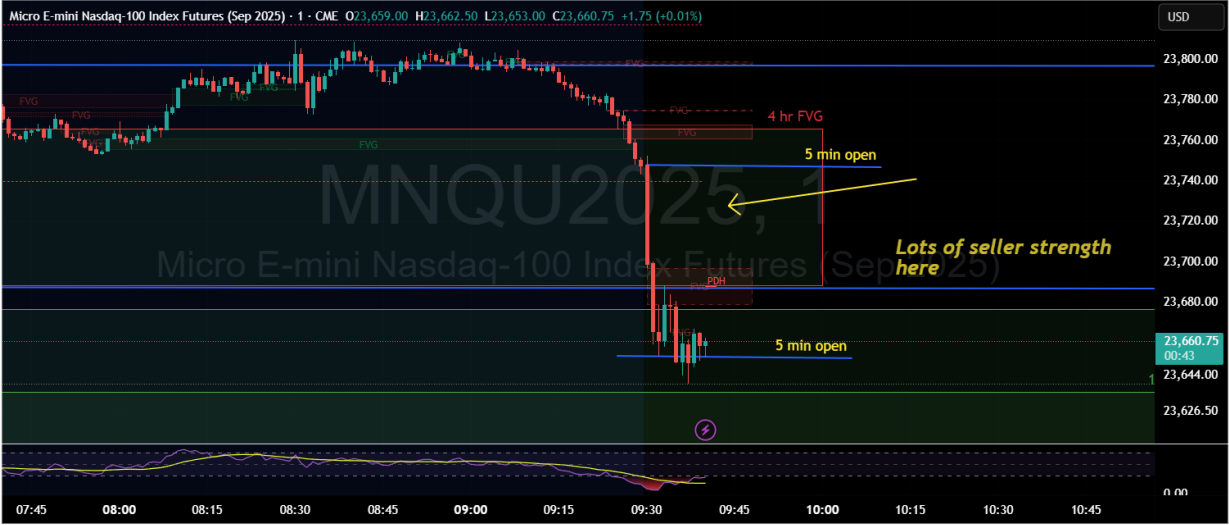 Micro E-mini Nasdaq-100 Index Futures (Sep 2025) · 1 · CME O23,659.00 H23,662.50 L23,653.00 C23,660.75 +1.75 (+0.01%)
USD
23,800.00
FVG
FVG
FVG
FVG
23,780.00
FVG
FVG
4 hr FVG
FVG
FVG
23,760.00
FVG
5 min open
MNQU2025, 1
23,740.00
23,720.00
Lots of seller strength
here
Micro E-mini Nasdaq-100 Index Futures (Sep 2025)
23,700.00
PDH
FVG
23,680.00
FVG
5 min open
23,660.75
00:43
23,644.00
1
23,626.50
0.00
07:45 08:00 08:15 08:30 08:45 09:00 09:15 09:30 09:45 10:00 10:15 10:30 10:45